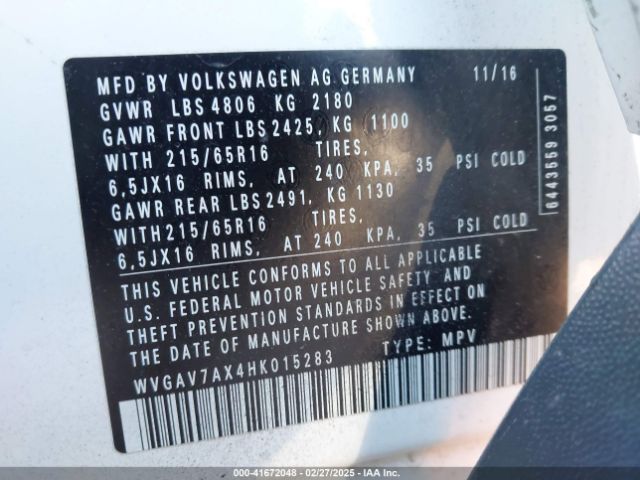 MFD BY VOLKSWAGEN AG GERMANY 11/16
GVWR LBS 4806 KG 2180
GAWR FRONT LBS 2425, KG 1100
WITH 215/65R16 TIRES,
6,5JX16 RIMS, AT 240 KPA, 35 PSI COLD
GAWR REAR LBS 2491, KG 1130
WITH 215/65R16 TIRES,
6,5JX16 RIMS, AT 240 KPA, 35 PSI COLD
THIS VEHICLE CONFORMS TO ALL APPLICABLE
U.S. FEDERAL MOTOR VEHICLE SAFETY AND
THEFT PREVENTION STANDARDS IN EFFECT ON
THE DATE OF MANUFACTURE SHOWN ABOVE.
WVGAV7AX4HK015283 TYPE: MPV
6443559 3057
000-41672048 - 02/27/2025 - IAA Inc.